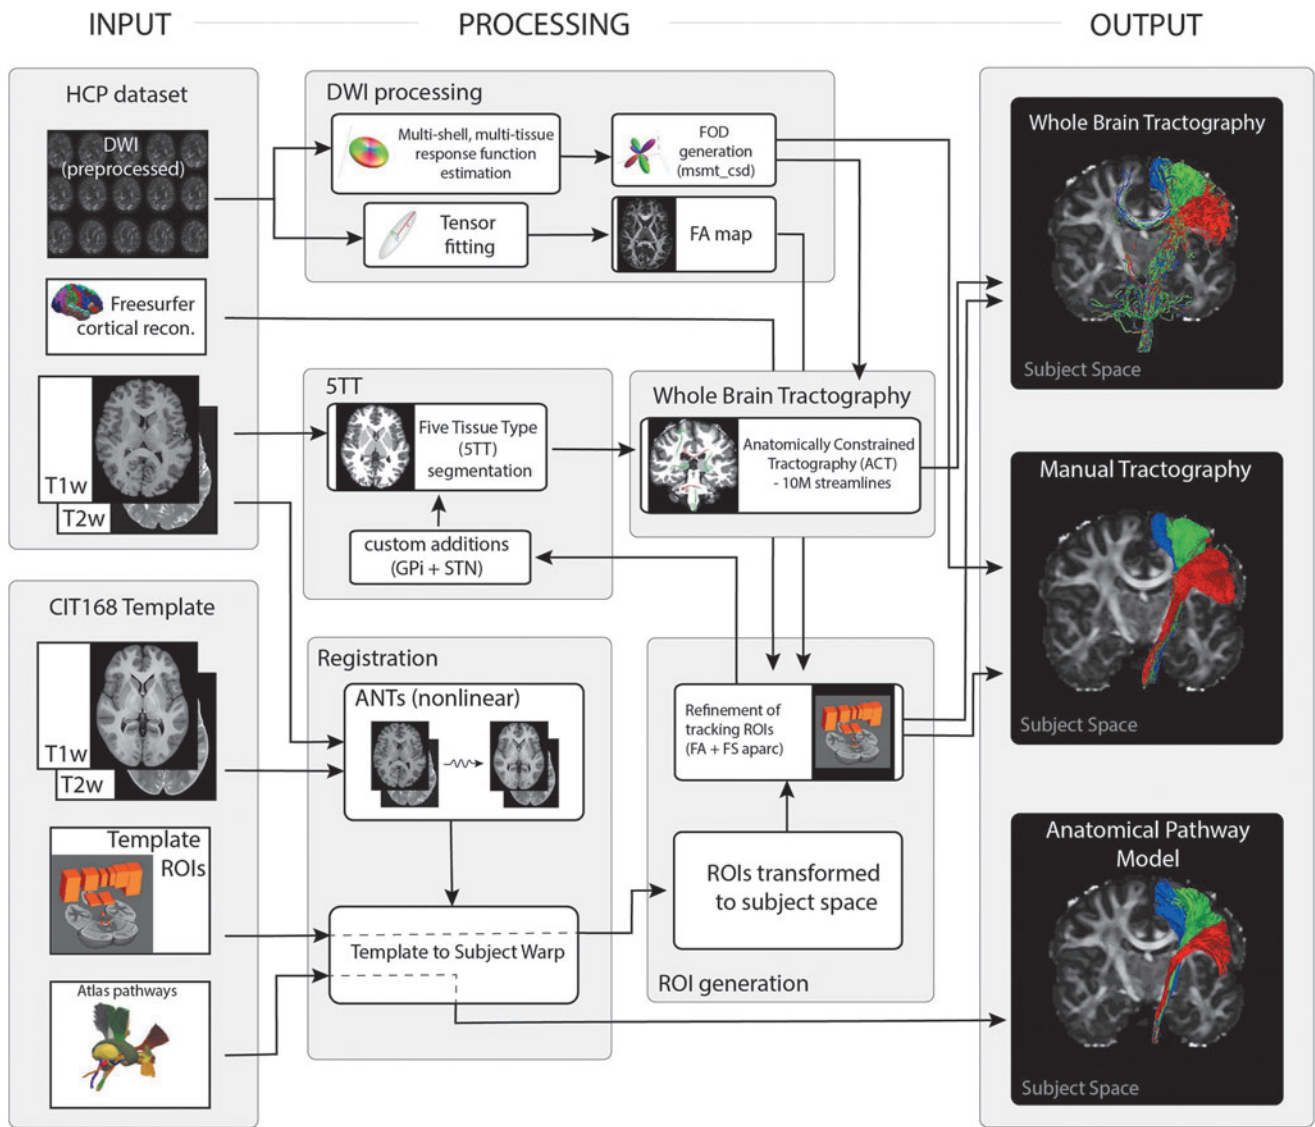 INPUT
PROCESSING
OUTPUT
HCP dataset
DWI
(preprocessed)
Freesurfer
cortical recon.
T1w
T2w
CIT168 Template
T1w
T2w
Template
ROIs
Atlas pathways
DWI processing
Multi-shell, multi-tissue
response function
estimation
FOD
generation
(msmt_csd)
Tensor
fitting
FA map
5TT
Five Tissue Type
(5TT)
segmentation
custom additions
(GPi + STN)
Whole Brain Tractography
Anatomically Constrained
Tractography (ACT)
- 10M streamlines
Registration
ANTs (nonlinear)
Template to Subject Warp
Refinement of
tracking ROIs
(FA + FS aparc)
ROIs transformed
to subject space
ROI generation
Whole Brain Tractography
Subject Space
Manual Tractography
Subject Space
Anatomical Pathway
Model
Subject Space